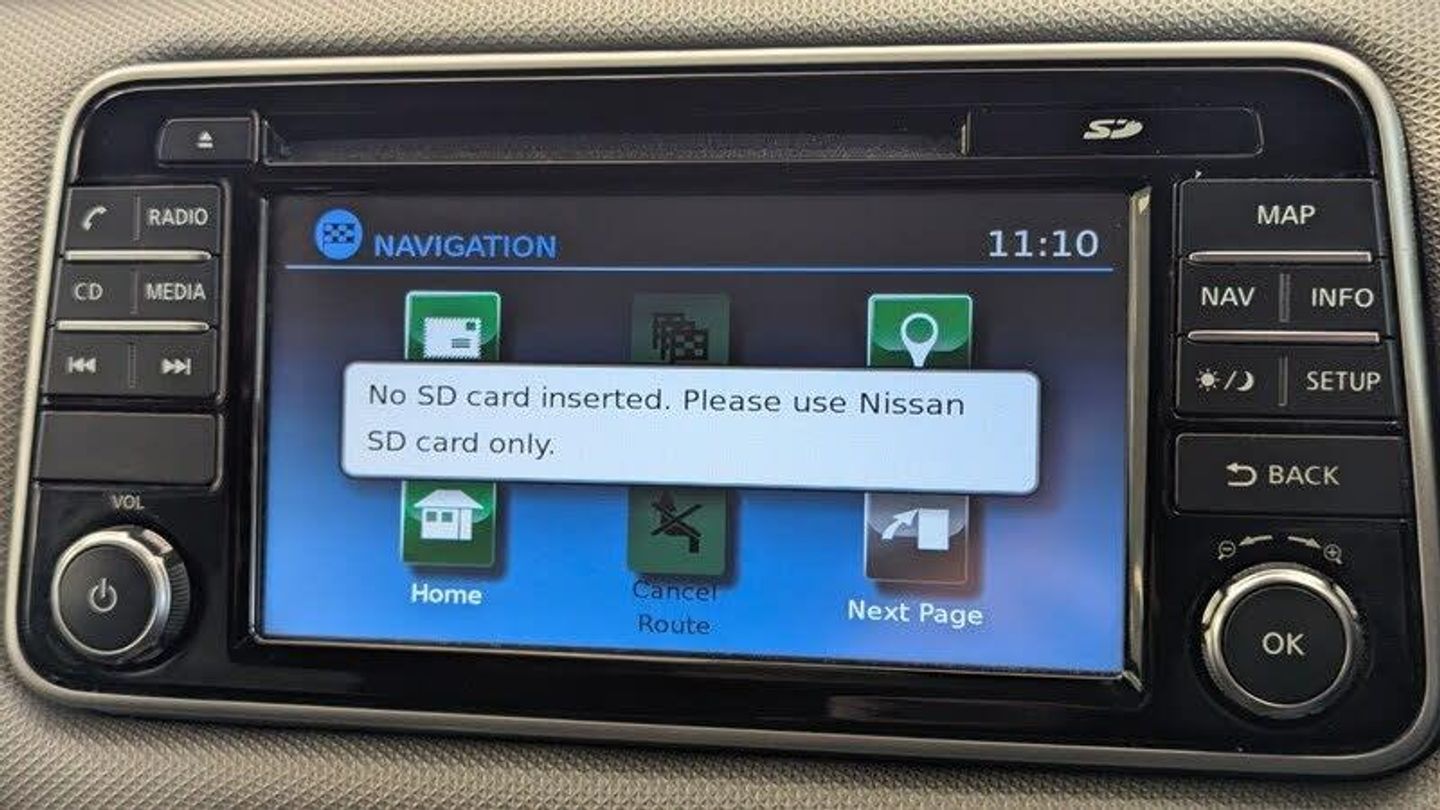 SD
RADIO
MAP
NAVIGATION
11:10
CD
MEDIA
NAV
INFO
No SD card inserted. Please use Nissan
SD card only.
SETUP
BACK
VOL
Home
Cancel
Route
Next Page
OK